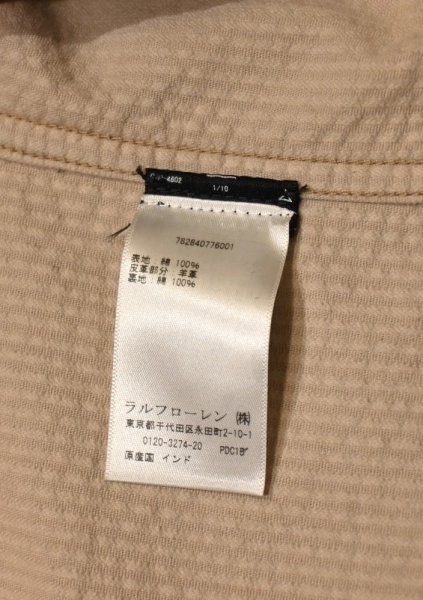 1/10
782840776001
表地 綿 100%
皮革部分 羊革
裏地 綿 100%
ラルフローレン ㈱
東京都千代田区永田町2-10-1
0120-3274-20
原産国 インド